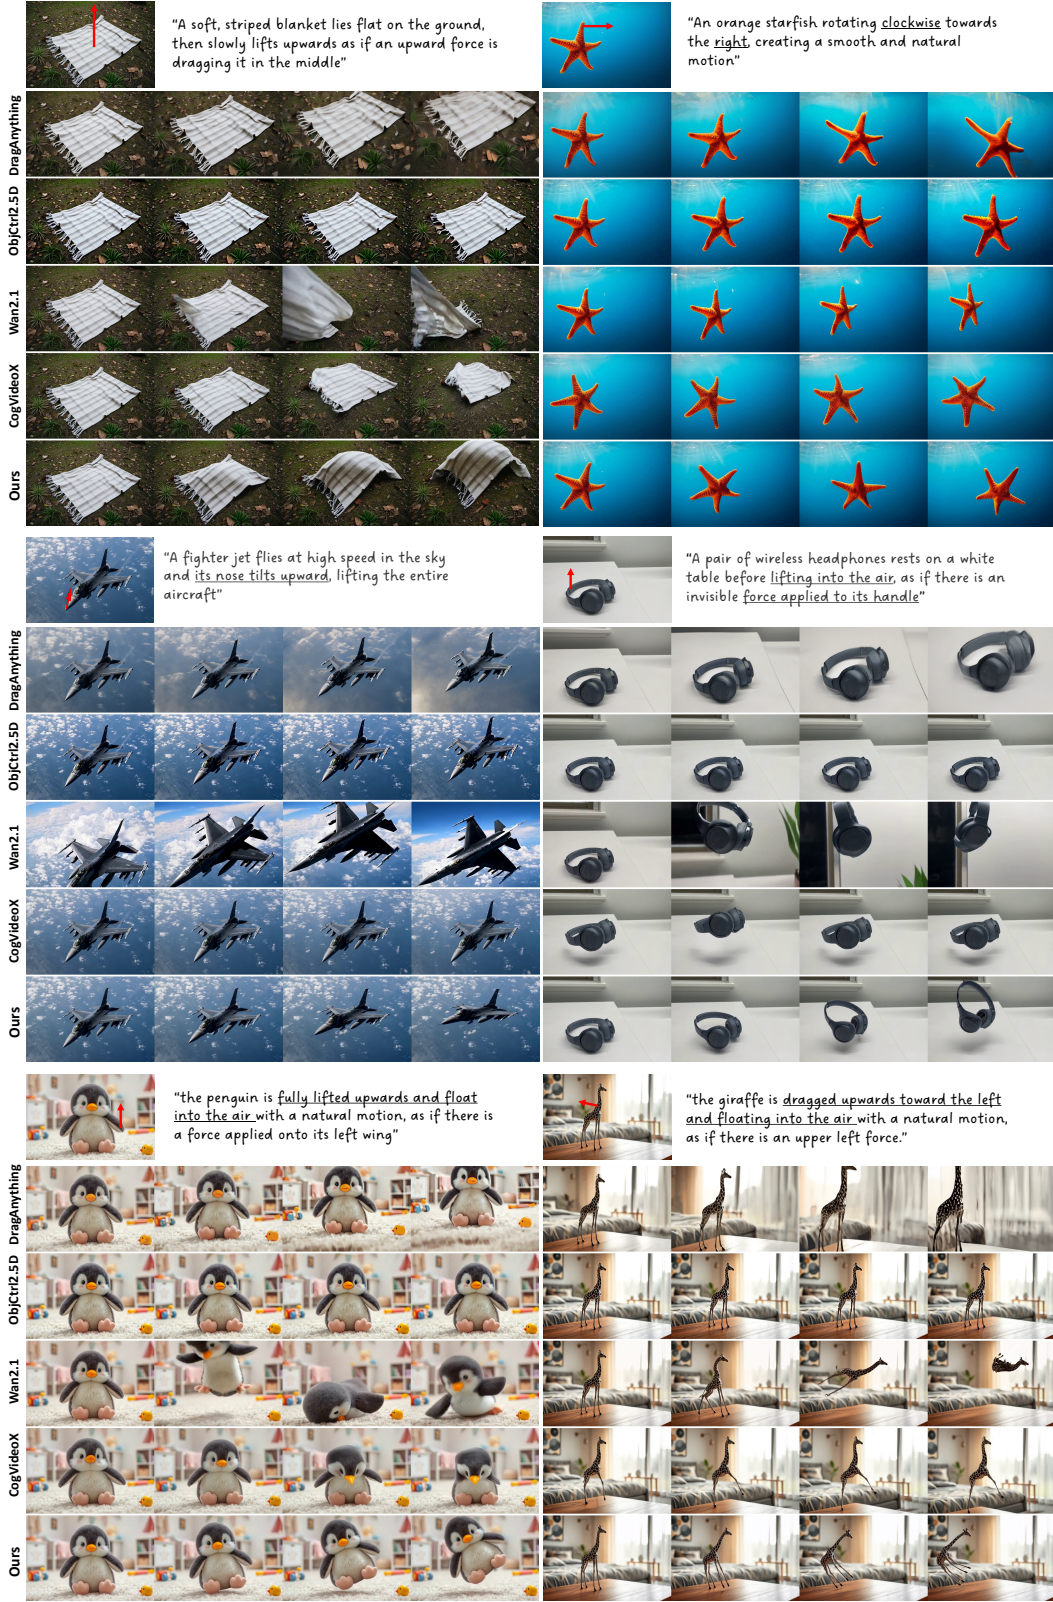 “A soft, striped blanket lies flat on the ground,
then slowly lifts upwards as if an upward force is
dragging it in the middle”
“An orange starfish rotating clockwise towards
the right, creating a smooth and natural
motion”
DragAnything
ObjCtrl2.5D
Wan2.1
CogVideoX
Ours
“A fighter jet flies at high speed in the sky
and its nose tilts upward, lifting the entire
aircraft”
“A pair of wireless headphones rests on a white
table before lifting into the air, as if there is an
invisible force applied to its handle”
DragAnything
ObjCtrl2.5D
Wan2.1
CogVideoX
Ours
“the penguin is fully lifted upwards and float
into the air with a natural motion, as if there is
a force applied onto its left wing”
“the giraffe is dragged upwards toward the left
and floating into the air with a natural motion,
as if there is an upper left force.”
DragAnything
ObjCtrl2.5D
Wan2.1
CogVideoX
Ours